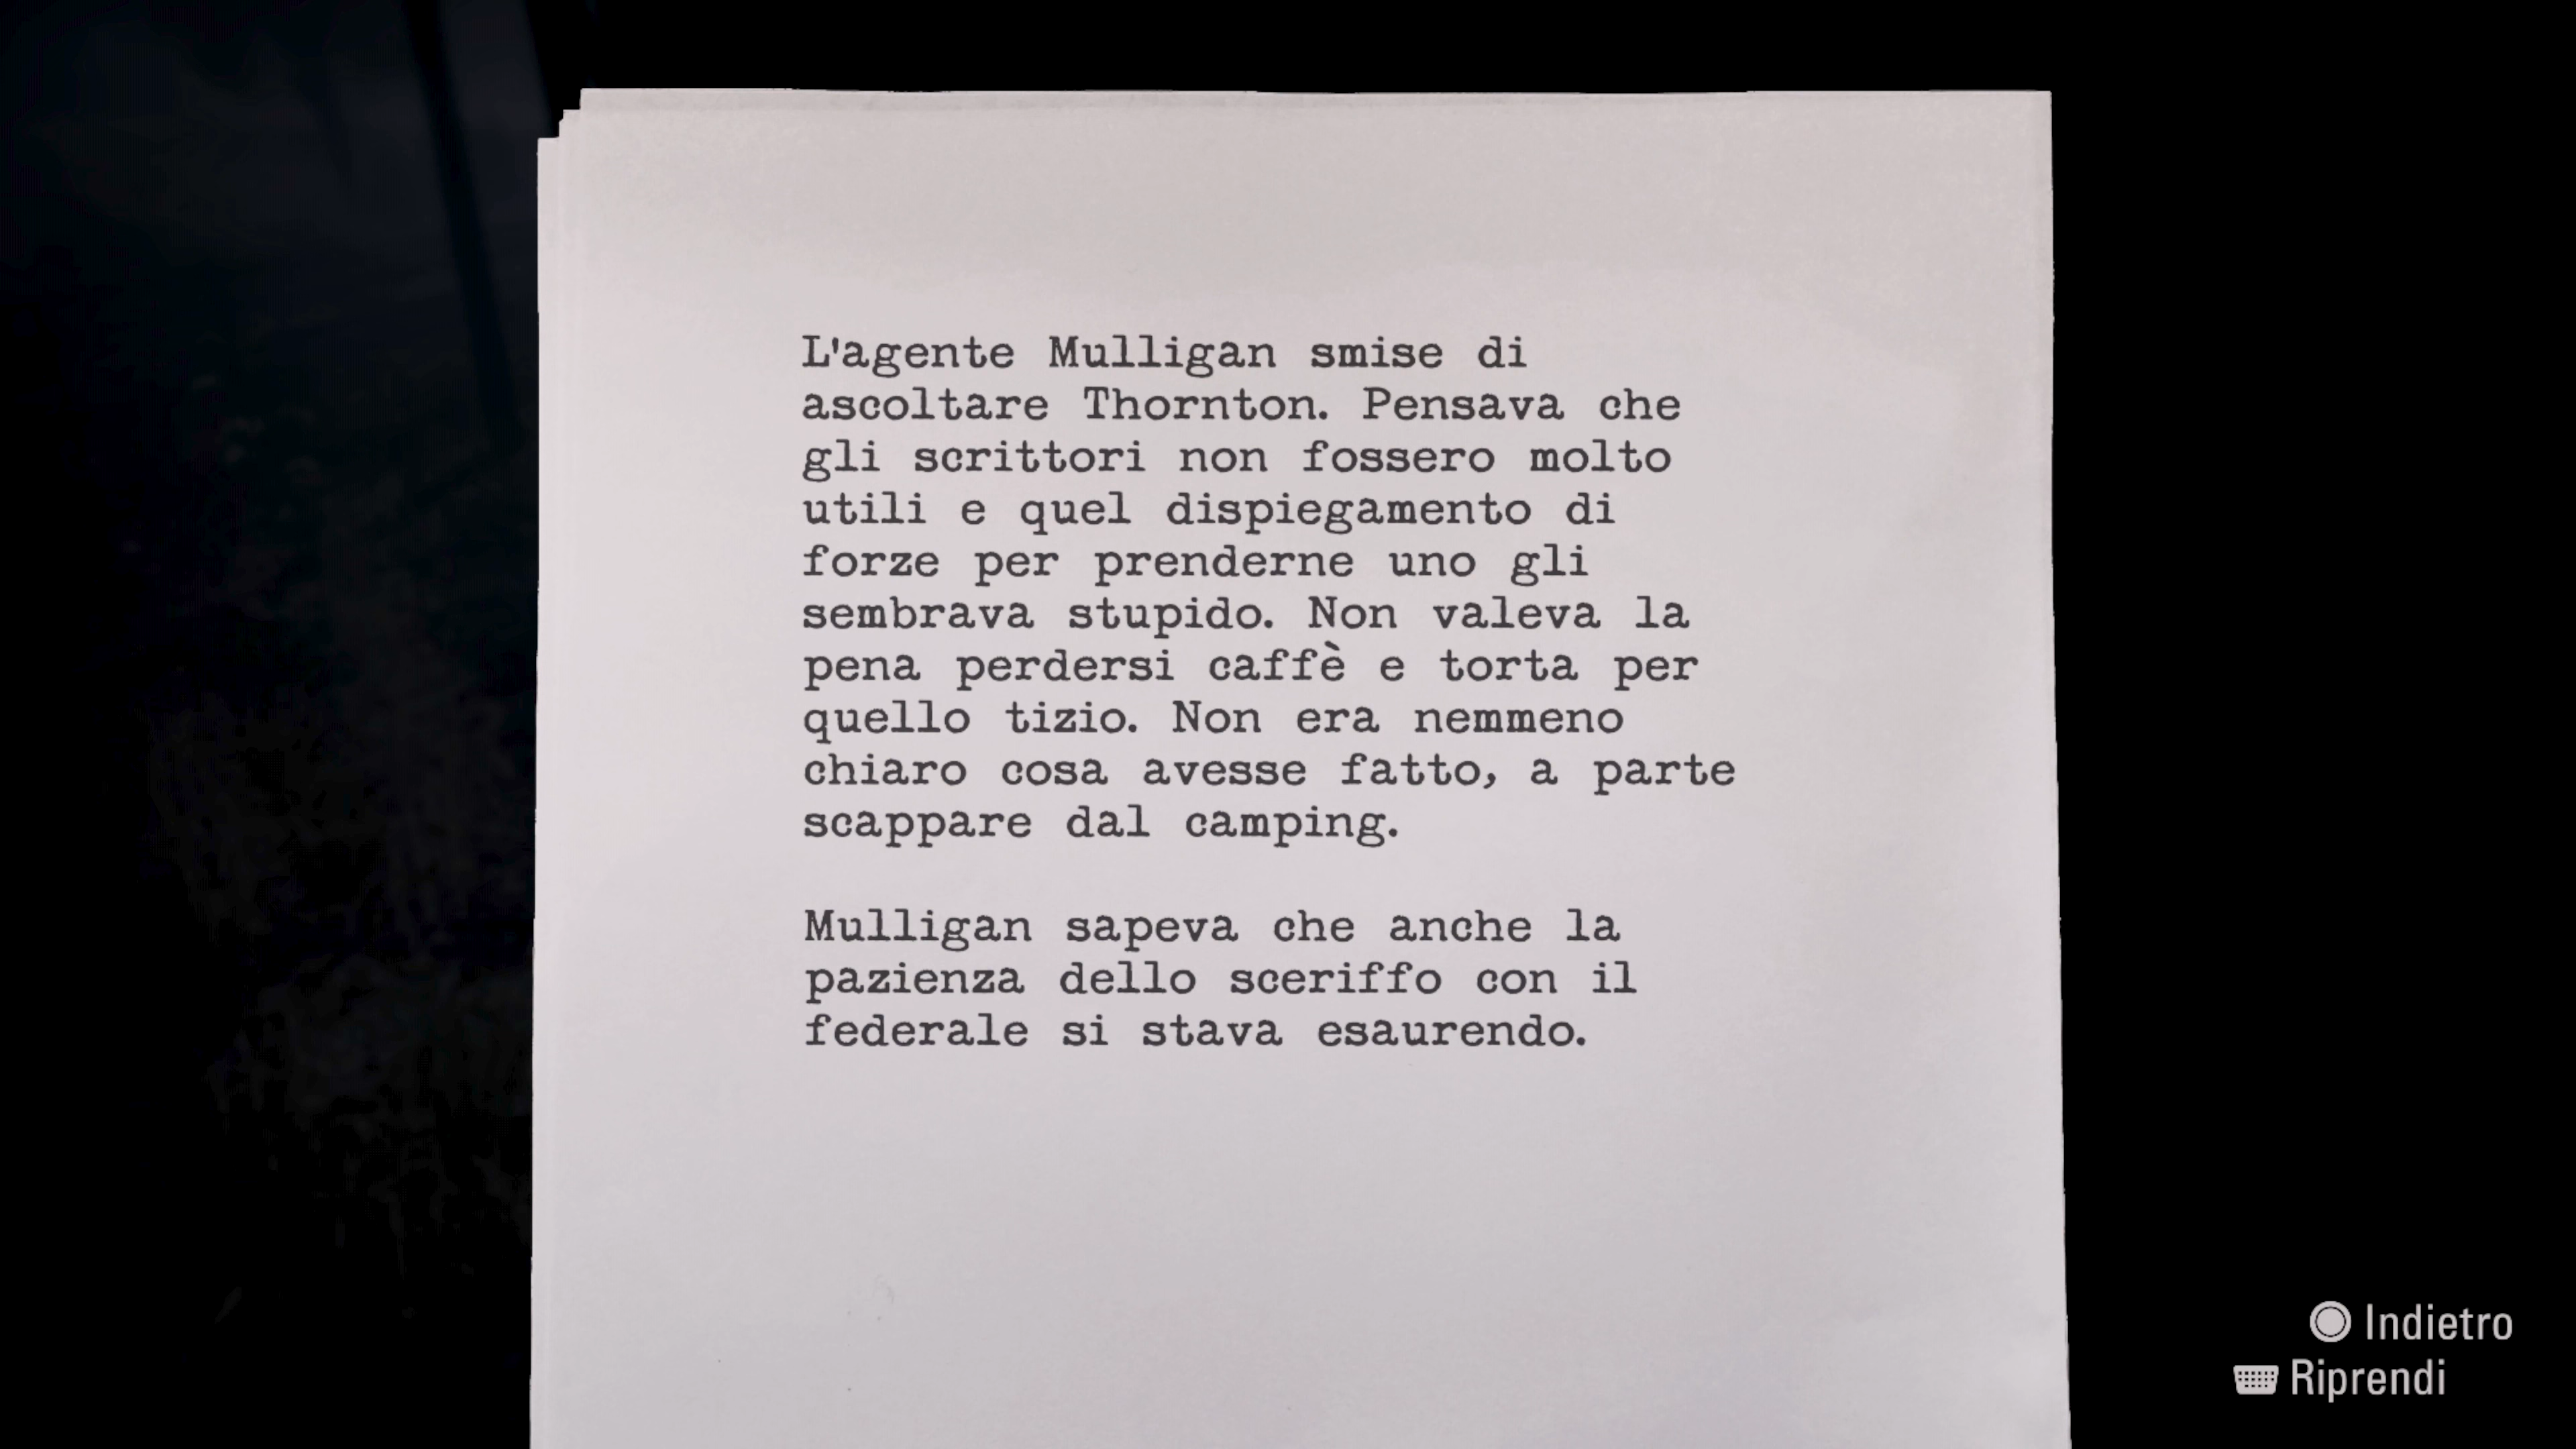 L'agente Mulligan smise di
ascoltare Thornton. Pensava che
gli scrittori non fossero molto
utili e quel dispiegamento di
forze per prenderne uno gli
sembrava stupido. Non valeva la
pena perdersi caffè e torta per
quello tizio. Non era nemmeno
chiaro cosa avesse fatto, a parte
scappare dal camping.

Mulligan sapeva che anche la
pazienza dello sceriffo con il
federale si stava esaurendo.

Indietro
Riprendi